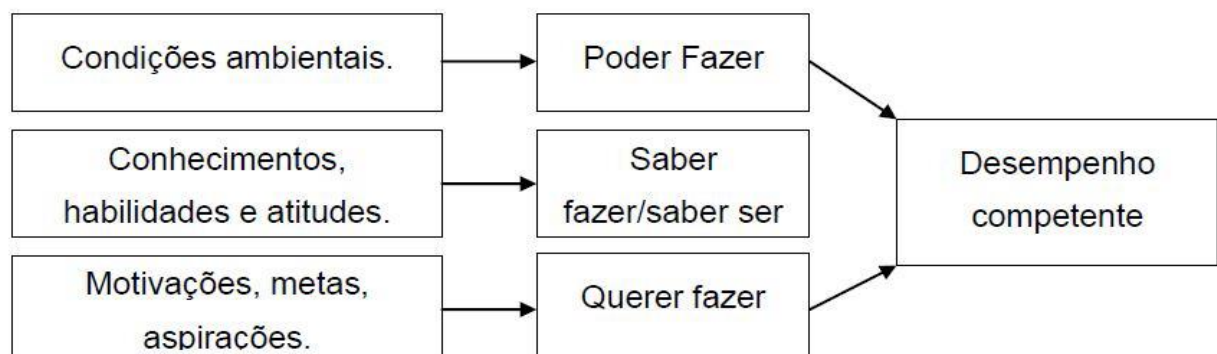 Condições ambientais.
Poder Fazer
Conhecimentos,
habilidades e atitudes.
Saber
fazer/saber ser
Motivações, metas,
aspirações.
Querer fazer
Desempenho
competente